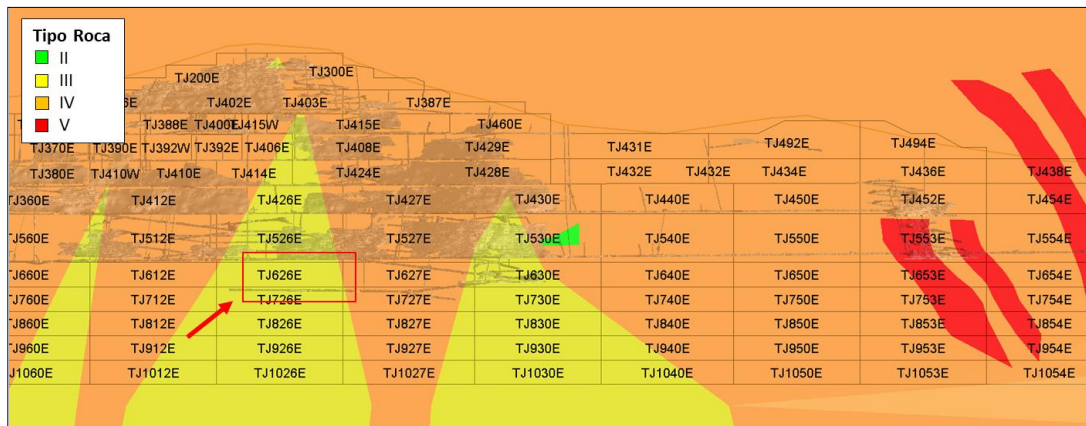 Tipo Roca
II
III
IV
V
TJ200E TJ300E
TJ402E TJ403E TJ387E
TJ388E TJ400E TJ415W TJ415E TJ460E
TJ370E TJ390E TJ392W TJ392E TJ406E TJ408E TJ429E TJ431E TJ492E TJ494E
TJ380E TJ410W TJ410E TJ414E TJ424E TJ428E TJ432E TJ432E TJ434E TJ436E TJ438E
TJ360E TJ412E TJ426E TJ427E TJ430E TJ440E TJ450E TJ452E TJ454E
TJ560E TJ512E TJ526E TJ527E TJ530E TJ540E TJ550E TJ553E TJ554E
TJ660E TJ612E TJ626E TJ627E TJ630E TJ640E TJ650E TJ653E TJ654E
TJ760E TJ712E TJ726E TJ727E TJ730E TJ740E TJ750E TJ753E TJ754E
TJ860E TJ812E TJ826E TJ827E TJ830E TJ840E TJ850E TJ853E TJ854E
TJ960E TJ912E TJ926E TJ927E TJ930E TJ940E TJ950E TJ953E TJ954E
J1060E TJ1012E TJ1026E TJ1027E TJ1030E TJ1040E TJ1050E TJ1053E TJ1054E